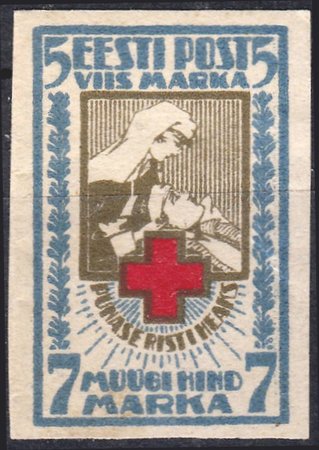 5 EESTI POST 5
VIIS MARKA
PUNASE RISTI HEAKS
7 MÜÜGI HIND 7
MARKA